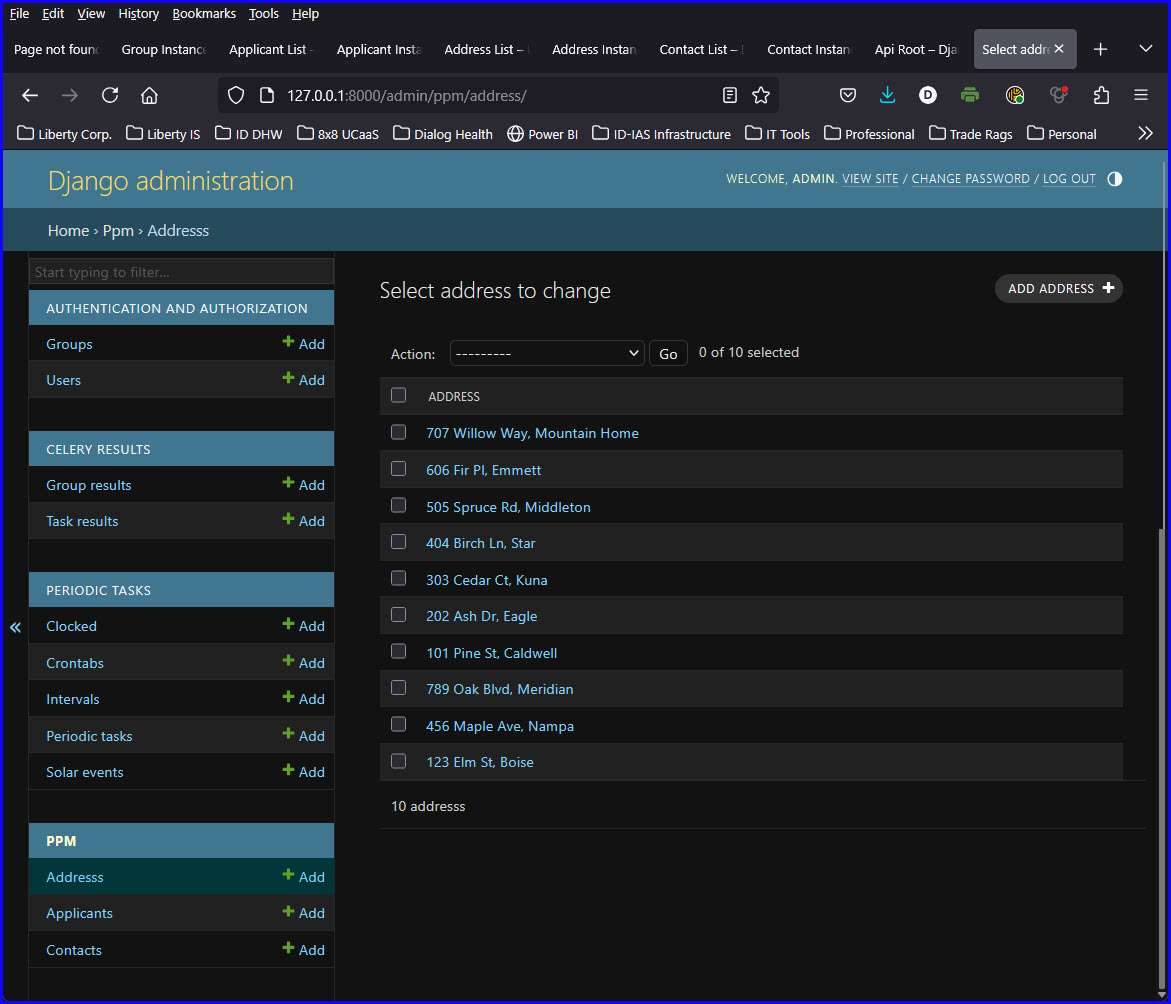 File Edit View History Bookmarks Tools Help
Page not foun Group Instance Applicant List - Applicant Insta Address List – Address Instan Contact List – Contact Instan Api Root – Dja Select addre
127.0.0.1:8000/admin/ppm/address/
Liberty Corp. Liberty IS ID DHW 8x8 UCaaS Dialog Health Power BI ID-IAS Infrastructure IT Tools Professional Trade Rags Personal
Django administration
WELCOME, ADMIN. VIEW SITE / CHANGE PASSWORD / LOG OUT
Home › Ppm › Addresss
Start typing to filter...
AUTHENTICATION AND AUTHORIZATION
Groups + Add
Users + Add
CELERY RESULTS
Group results + Add
Task results + Add
PERIODIC TASKS
Clocked + Add
Crontabs + Add
Intervals + Add
Periodic tasks + Add
Solar events + Add
PPM
Addresss + Add
Applicants + Add
Contacts + Add
«
Select address to change
ADD ADDRESS +
Action: --------- Go 0 of 10 selected
ADDRESS
707 Willow Way, Mountain Home
606 Fir Pl, Emmett
505 Spruce Rd, Middleton
404 Birch Ln, Star
303 Cedar Ct, Kuna
202 Ash Dr, Eagle
101 Pine St, Caldwell
789 Oak Blvd, Meridian
456 Maple Ave, Nampa
123 Elm St, Boise
10 addresss